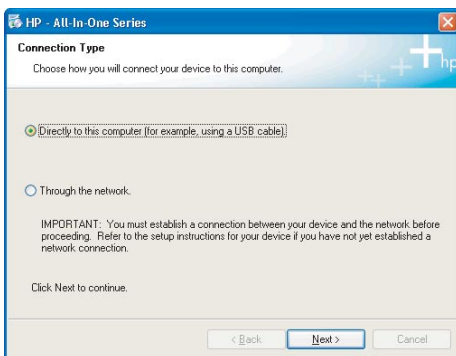 HP - All-In-One Series
Connection Type
Choose how you will connect your device to this computer.
hp
Directly to this computer (for example, using a USB cable).
Through the network.
IMPORTANT: You must establish a connection between your device and the network before
proceeding. Refer to the setup instructions for your device if you have not yet established a
network connection.
Click Next to continue.
< Back Next > Cancel